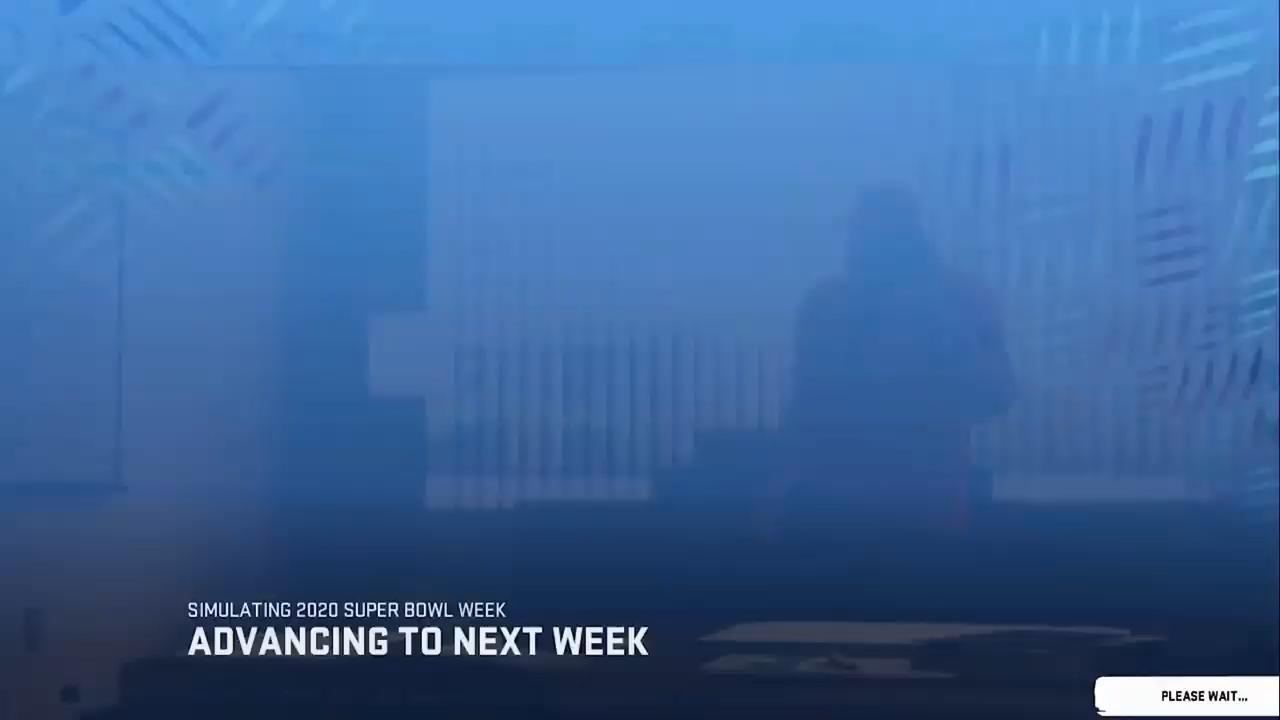 SIMULATING 2020 SUPER BOWL WEEK
ADVANCING TO NEXT WEEK
PLEASE WAIT...